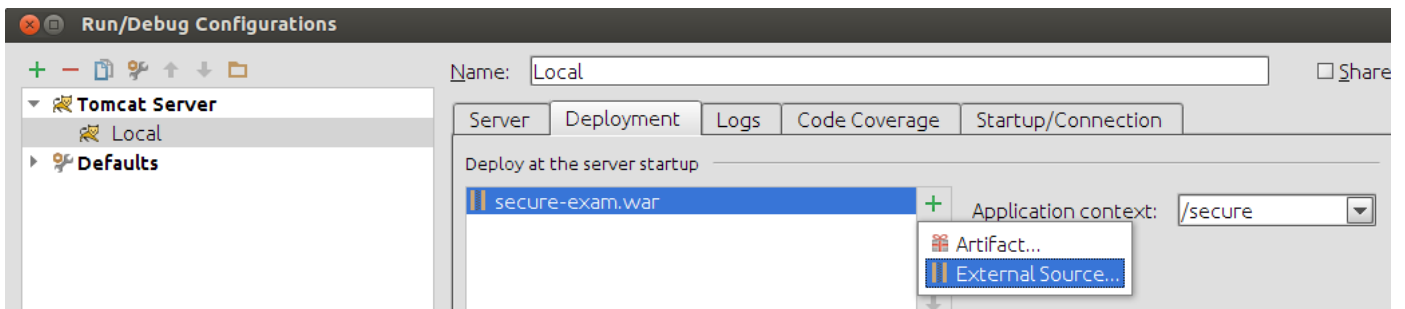 Run/Debug Configurations
Name: Local Share
Tomcat Server
Local
Defaults
Server Deployment Logs Code Coverage Startup/Connection
Deploy at the server startup
secure-exam.war
Application context: /secure
Artifact...
External Source...